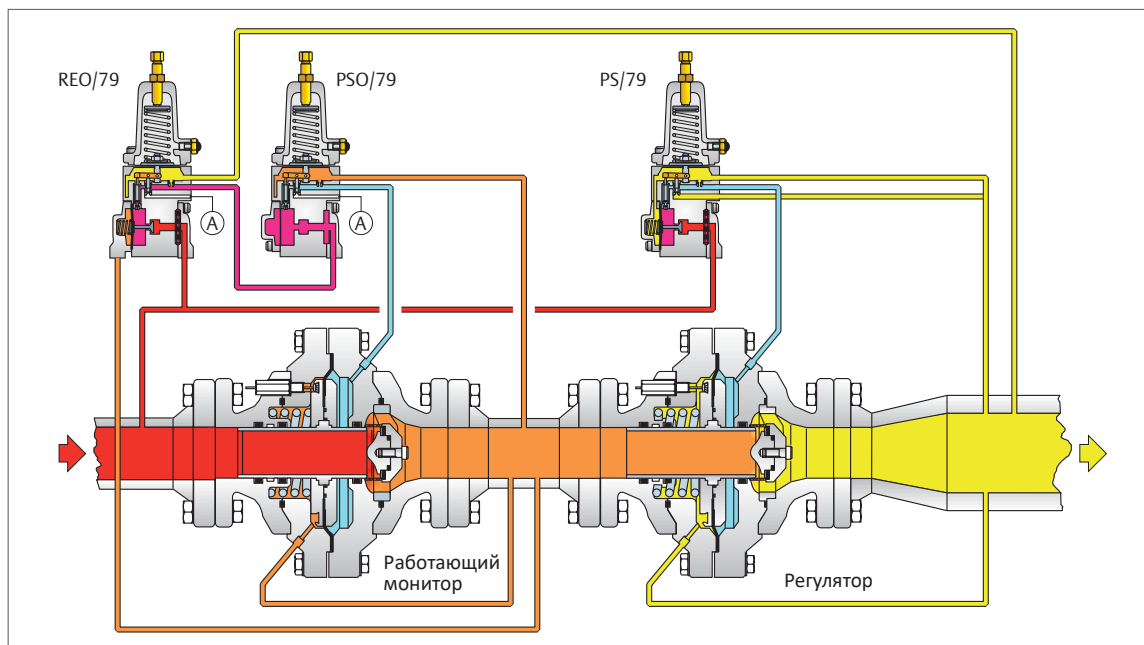 REO/79
PSO/79
PS/79
A
A
Работающий
монитор
Регулятор